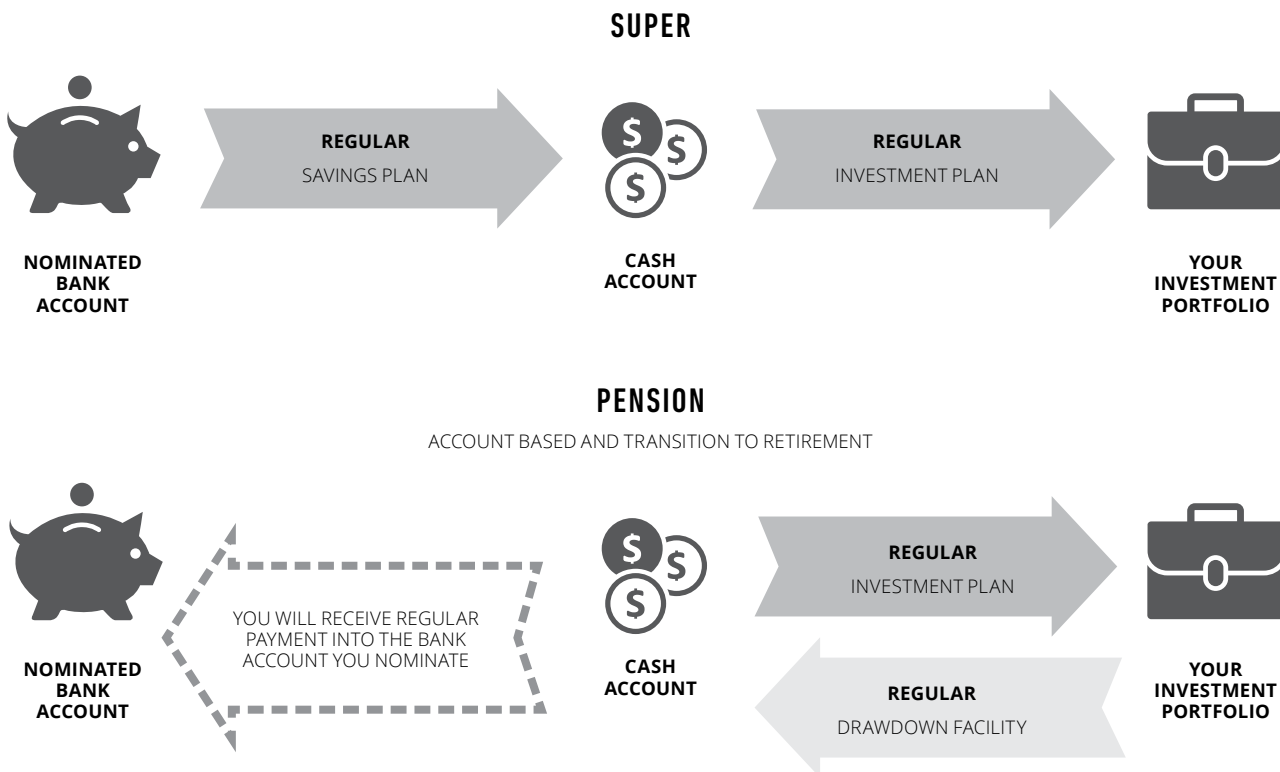 SUPER
REGULAR
SAVINGS PLAN
REGULAR
INVESTMENT PLAN
NOMINATED
BANK
ACCOUNT
CASH
ACCOUNT
YOUR
INVESTMENT
PORTFOLIO
PENSION
ACCOUNT BASED AND TRANSITION TO RETIREMENT
YOU WILL RECEIVE REGULAR
PAYMENT INTO THE BANK
ACCOUNT YOU NOMINATE
REGULAR
INVESTMENT PLAN
NOMINATED
BANK
ACCOUNT
CASH
ACCOUNT
REGULAR
DRAWDOWN FACILITY
YOUR
INVESTMENT
PORTFOLIO